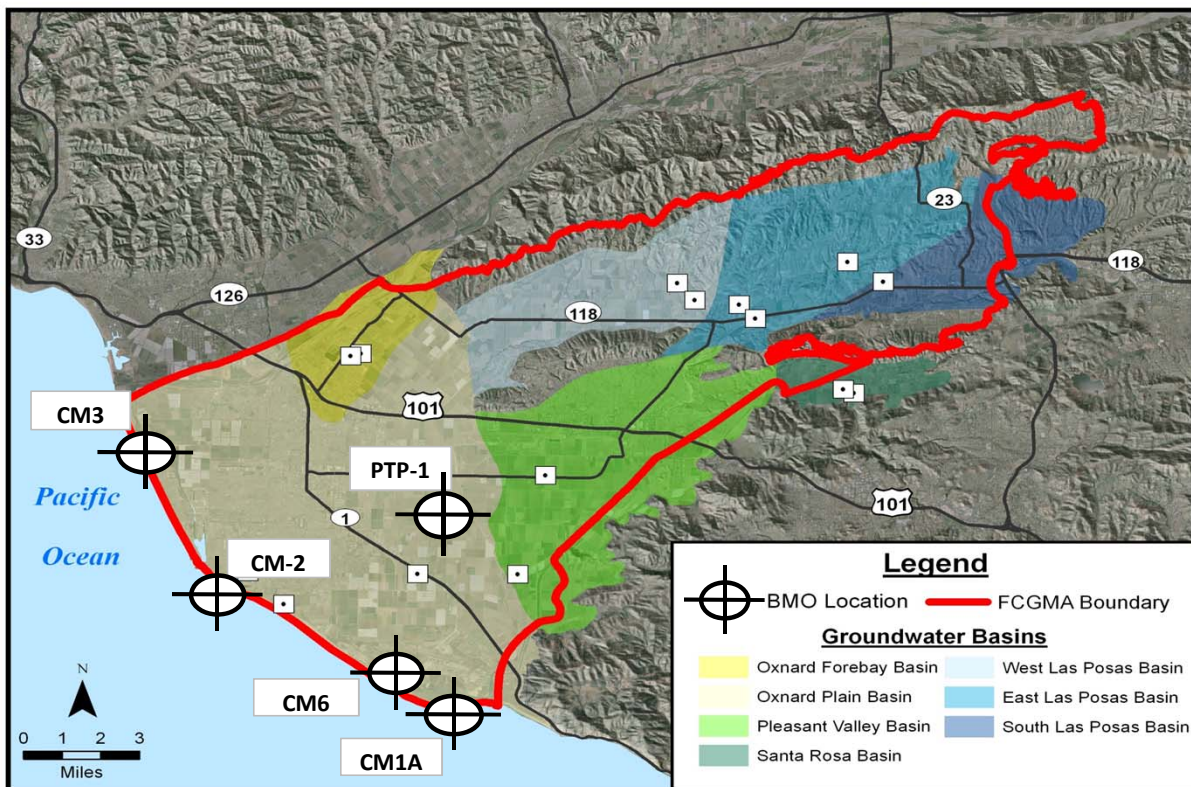 33
126
118
23
118
101
CM3
PTP-1
Pacific
Ocean
1
101
CM-2
CM6
CM1A
N
0 1 2 3
Miles
Legend
BMO Location FCGMA Boundary
Groundwater Basins
Oxnard Forebay Basin West Las Posas Basin
Oxnard Plain Basin East Las Posas Basin
Pleasant Valley Basin South Las Posas Basin
Santa Rosa Basin